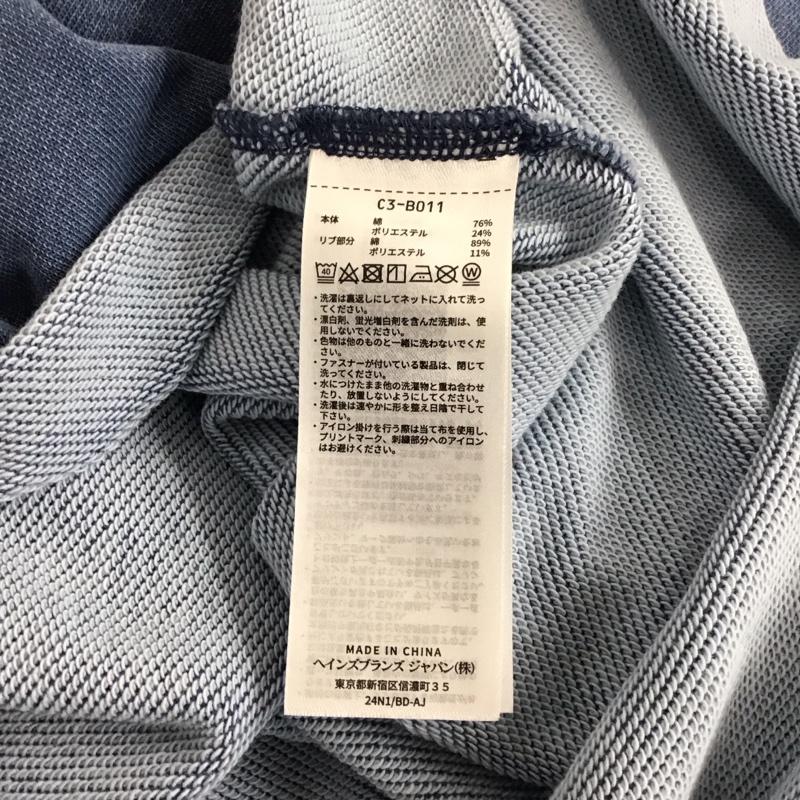 C3-B011
本体 綿 76%
ポリエステル 24%
リブ部分 綿 89%
ポリエステル 11%
40 W
・洗濯は裏返しにしてネットに入れて洗っ
てください。
・漂白剤、蛍光増白剤を含んだ洗剤は、使
用しないでください。
・色物は他のものと一緒に洗わないでくだ
さい。
・ファスナーが付いている製品は、閉じて
洗ってください。
・水につけたまま他の洗濯物と重ね合わせ
たり、放置しないようにしてください。
・洗濯後は速やかに形を整え日陰で干して
下さい。
・アイロン掛けを行う際は当て布を使用し、
プリントマーク、刺繍部分へのアイロン
はお避けください。
MADE IN CHINA
ヘインズブランズ ジャパン(株)
東京都新宿区信濃町35
24N1/BD-AJ